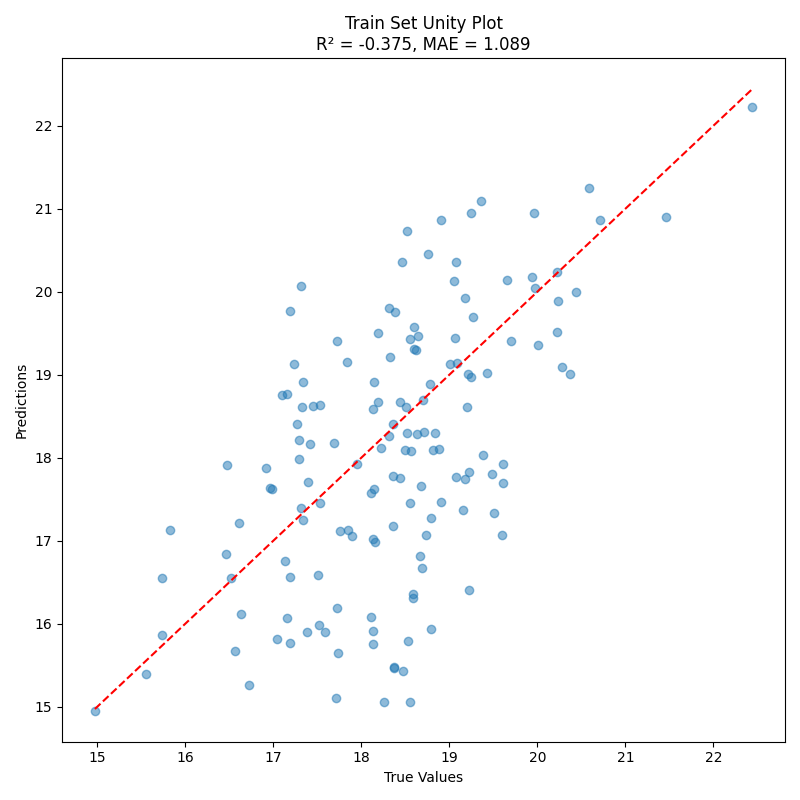 Train Set Unity Plot
R² = -0.375, MAE = 1.089
Predictions
22
21
20
19
18
17
16
15
15 16 17 18 19 20 21 22
True Values